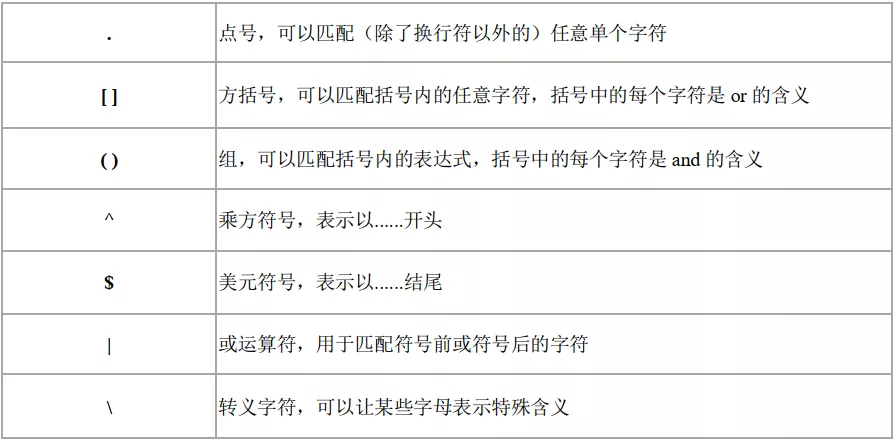 . 点号，可以匹配（除了换行符以外的）任意单个字符
[ ] 方括号，可以匹配括号内的任意字符，括号中的每个字符是 or 的含义
( ) 组，可以匹配括号内的表达式，括号中的每个字符是 and 的含义
^ 乘方符号，表示以......开头
$ 美元符号，表示以......结尾
| 或运算符，用于匹配符号前或符号后的字符
\ 转义字符，可以让某些字母表示特殊含义